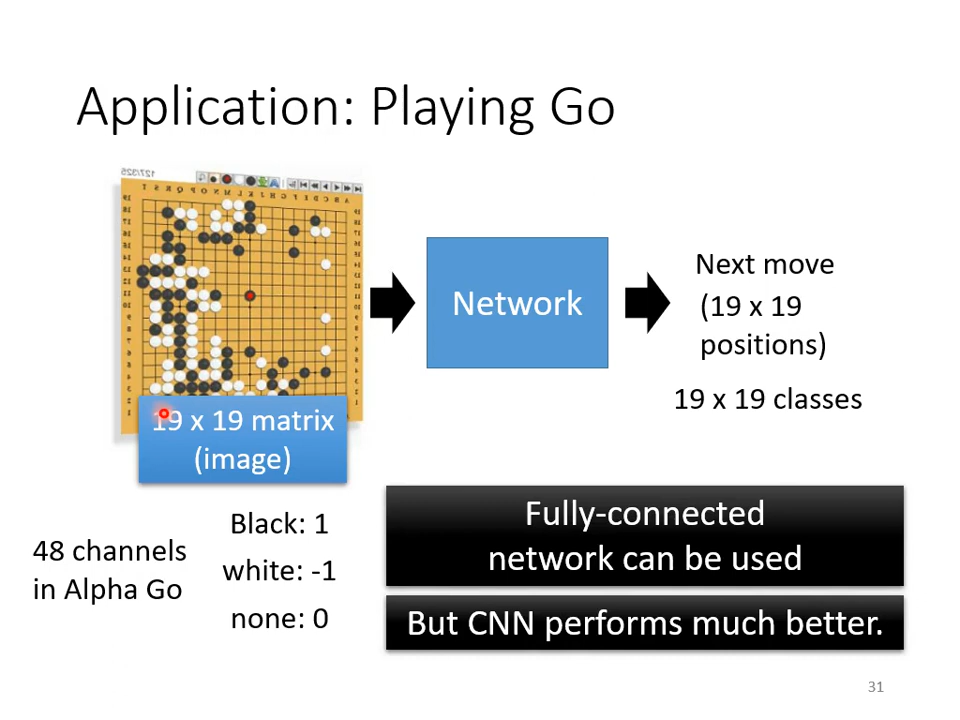 Application: Playing Go
127/325
Network
Next move
(19 x 19
positions)
19 x 19 classes
19 x 19 matrix
(image)
48 channels
in Alpha Go
Black: 1
white: -1
none: 0
Fully-connected
network can be used
But CNN performs much better.
31